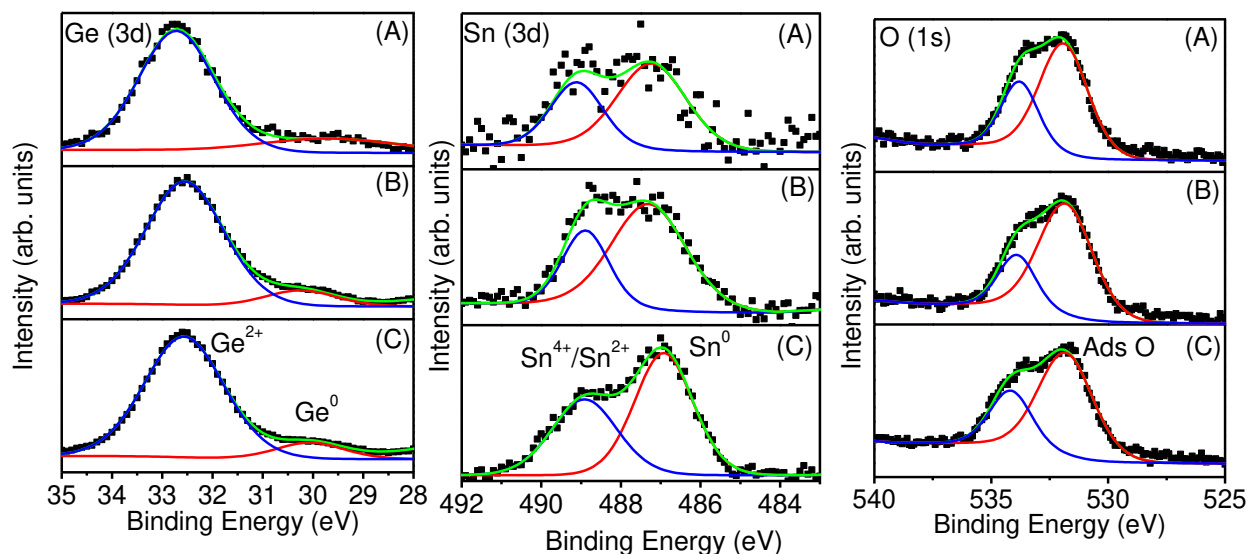 Intensity (arb. units)
Ge (3d)
(A)
(B)
(C)
Ge²⁺
Ge⁰
35 34 33 32 31 30 29 28
Binding Energy (eV)
Intensity (arb. units)
Sn (3d)
(A)
(B)
(C)
Sn⁴⁺/Sn²⁺
Sn⁰
492 490 488 486 484
Binding Energy (eV)
Intensity (arb. units)
O (1s)
(A)
(B)
(C)
Ads O
540 535 530 525
Binding Energy (eV)